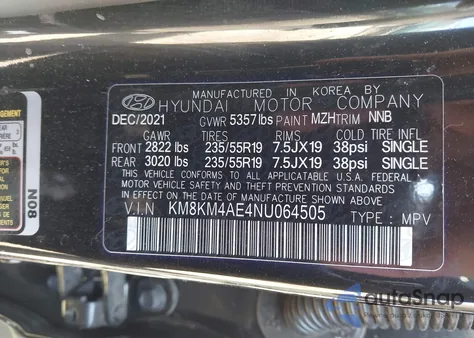 MANUFACTURED IN KOREA BY
HYUNDAI MOTOR COMPANY
DEC/2021 GVWR 5357 lbs PAINT MZH TRIM NNB
GAWR TIRES RIMS COLD TIRE INFL
FRONT 2822 lbs 235/55R19 7.5JX19 38psi SINGLE
REAR 3020 lbs 235/55R19 7.5JX19 38psi SINGLE
THIS VEHICLE CONFORMS TO ALL
APPLICABLE U.S.A. FEDERAL MOTOR VEHICLE
SAFETY STANDARDS IN EFFECT ON THE DATE
OF MANUFACTURE SHOWN ABOVE.
V.I.N KM8KM4AE4NU064505 TYPE : MPV
N08
autoSnap